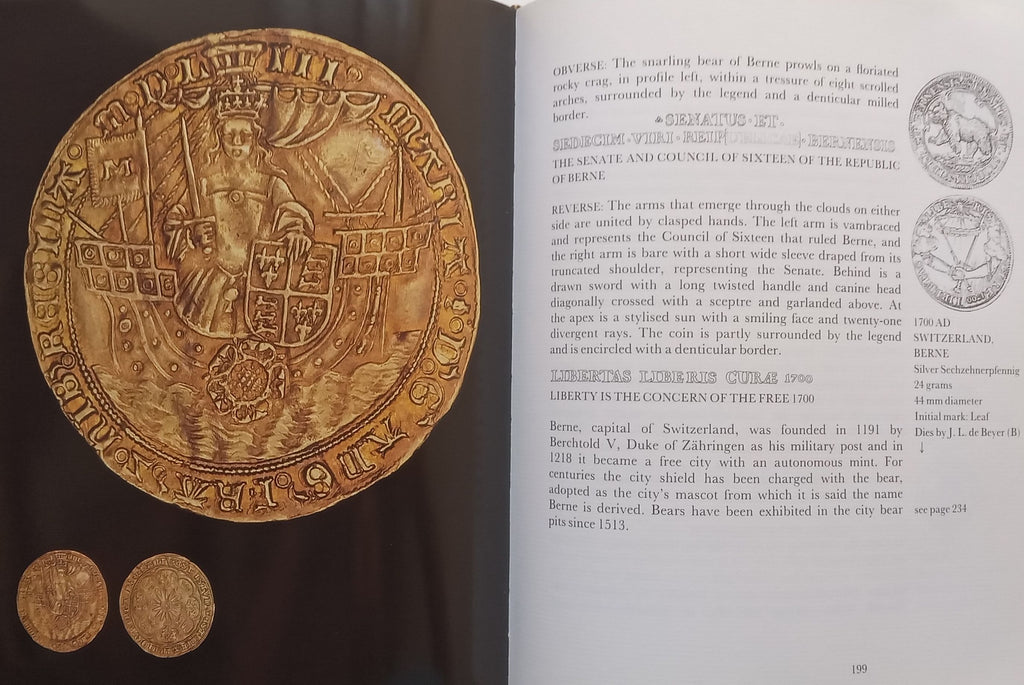 M
OBVERSE: The snarling bear of Berne prowls on a floriated
rocky crag, in profile left, within a tressure of eight scrolled
arches, surrounded by the legend and a denticular milled
border.
SENATUS · ET ·
SEDECIM · VIRI · REIP[UBLICAE] · BERNENSIS
THE SENATE AND COUNCIL OF SIXTEEN OF THE REPUBLIC
OF BERNE
REVERSE: The arms that emerge through the clouds on either
side are united by clasped hands. The left arm is vambraced
and represents the Council of Sixteen that ruled Berne, and
the right arm is bare with a short wide sleeve draped from its
truncated shoulder, representing the Senate. Behind is a
drawn sword with a long twisted handle and canine head
diagonally crossed with a sceptre and garlanded above. At
the apex is a stylised sun with a smiling face and twenty-one
divergent rays. The coin is partly surrounded by the legend
and is encircled with a denticular border.
LIBERTAS LIBERIS CURÆ 1700
LIBERTY IS THE CONCERN OF THE FREE 1700
Berne, capital of Switzerland, was founded in 1191 by
Berchtold V, Duke of Zähringen as his military post and in
1218 it became a free city with an autonomous mint. For
centuries the city shield has been charged with the bear,
adopted as the city's mascot from which it is said the name
Berne is derived. Bears have been exhibited in the city bear
pits since 1513.
1700 AD
SWITZERLAND,
BERNE
Silver Sechzehnerpfennig
24 grams
44 mm diameter
Initial mark: Leaf
Dies by J. L. de Beyer (B)
↓
see page 234
199